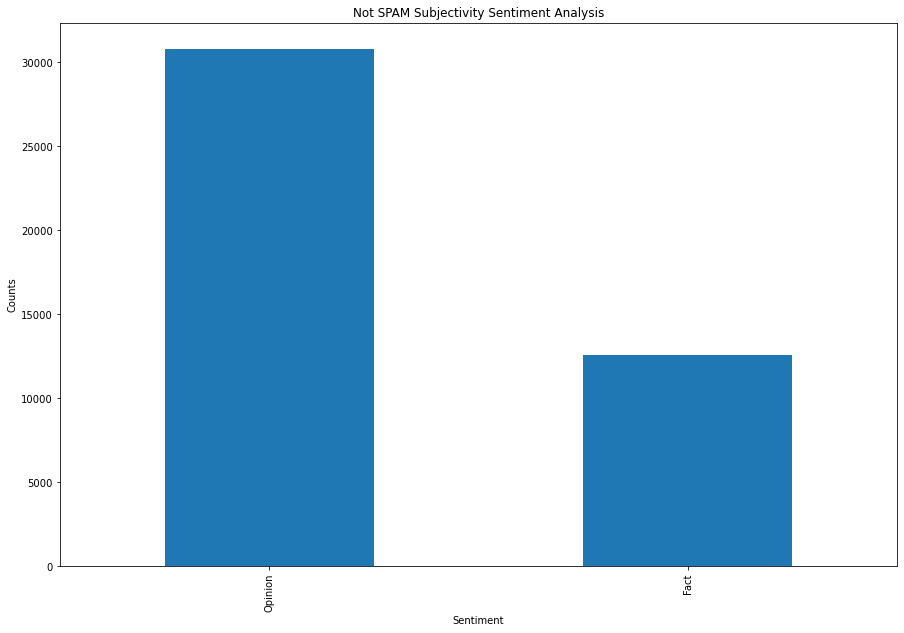 Not SPAM Subjectivity Sentiment Analysis
Counts
30000
25000
20000
15000
10000
5000
0
Opinion
Fact
Sentiment